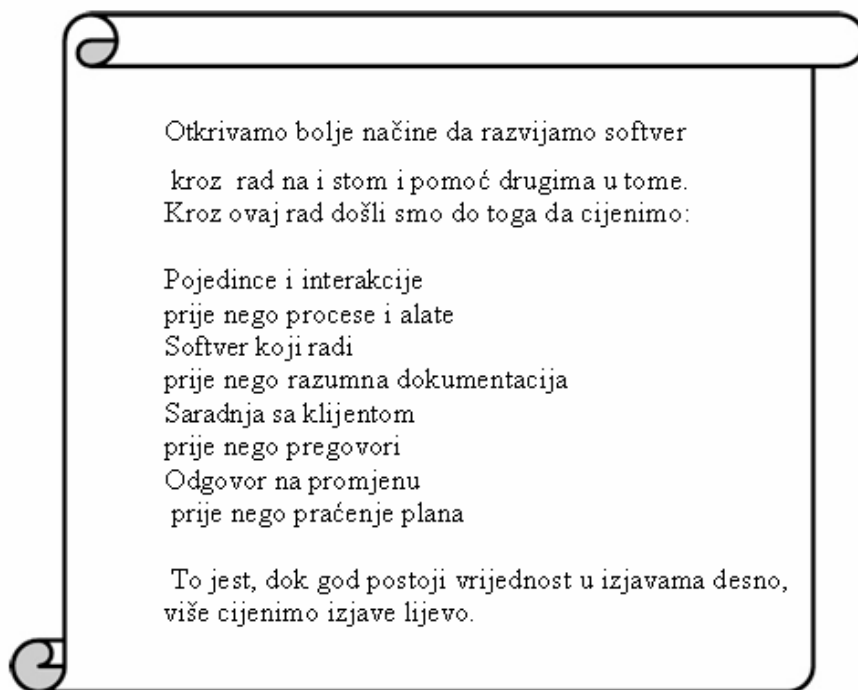 Otkrivamo bolje načine da razvijamo softver
kroz rad na i stom i pomoć drugima u tome.
Kroz ovaj rad došli smo do toga da cijenimo:
Pojedince i interakcije
prije nego procese i alate
Softver koji radi
prije nego razumna dokumentacija
Saradnja sa klijentom
prije nego pregovori
Odgovor na promjenu
prije nego praćenje plana
To jest, dok god postoji vrijednost u izjavama desno,
više cijenimo izjave lijevo.